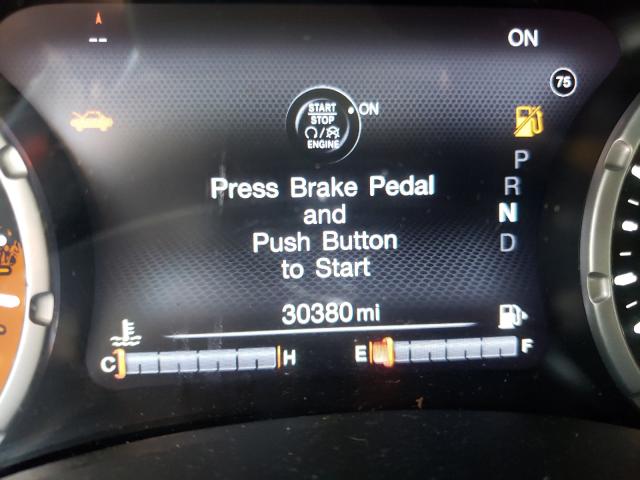 --
ON
75
START
STOP
ENGINE
ON
P
R
N
D
Press Brake Pedal
and
Push Button
to Start
30380 mi
C
H
E
F